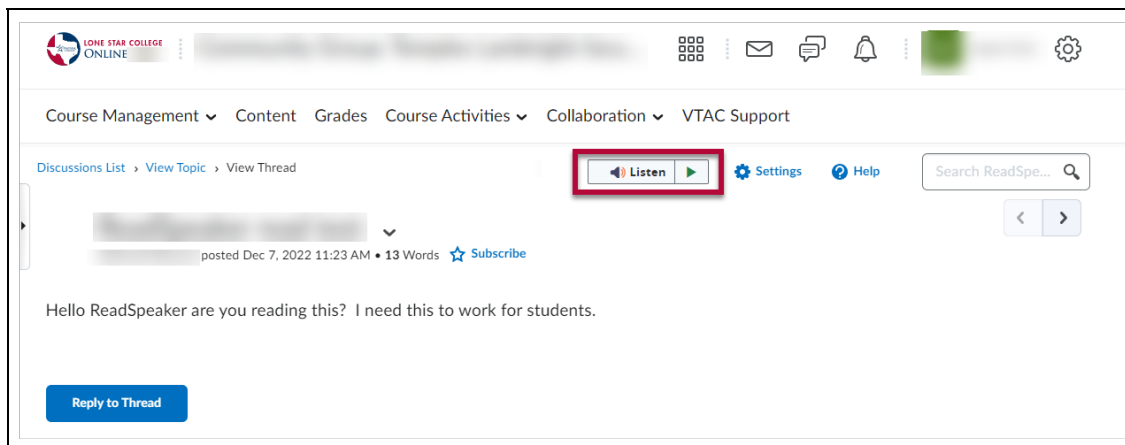 LONE STAR COLLEGE
ONLINE
Course Management Content Grades Course Activities Collaboration VTAC Support
Discussions List › View Topic › View Thread
Listen Settings Help Search ReadSpe...
posted Dec 7, 2022 11:23 AM • 13 Words Subscribe
Hello ReadSpeaker are you reading this? I need this to work for students.
Reply to Thread